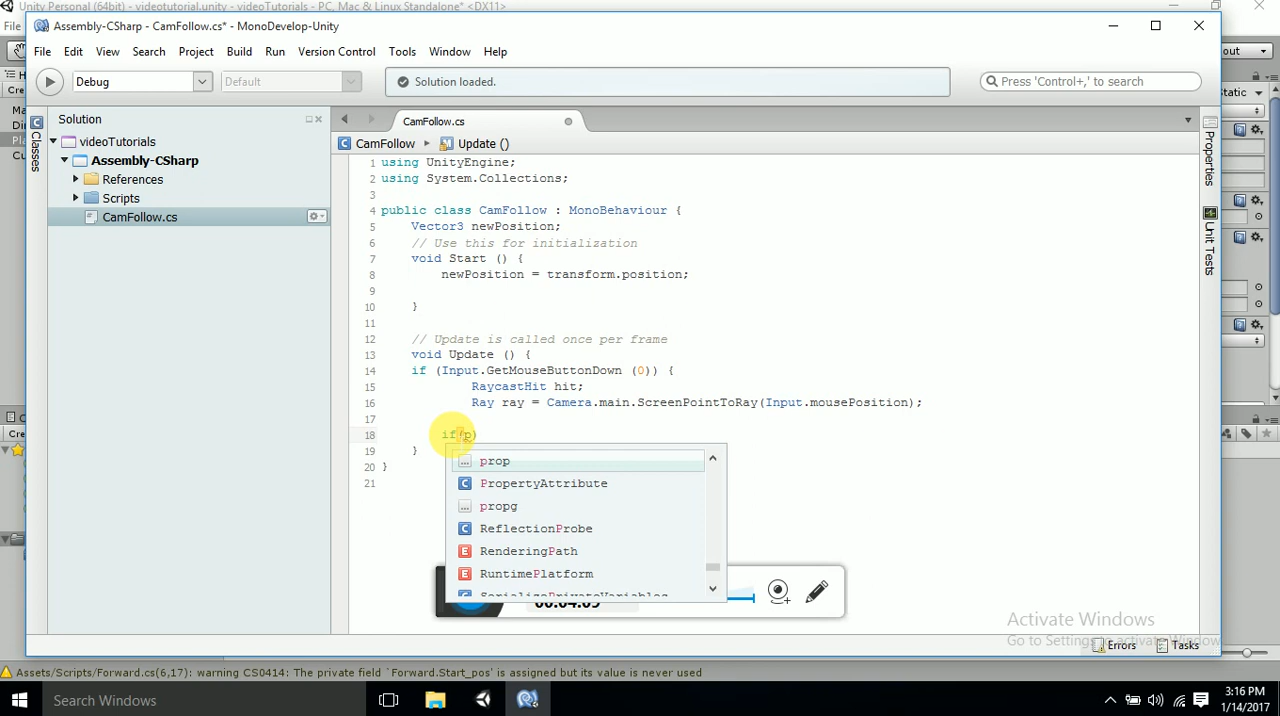 Unity Personal (64bit) - videotutorial.unity - videoTutorials - PC, Mac & Linux Standalone* <DX11>
Assembly-CSharp - CamFollow.cs* - MonoDevelop-Unity
File Edit View Search Project Build Run Version Control Tools Window Help
Debug Default Solution loaded. Press 'Control+,' to search
Solution
CamFollow.cs
Classes
Properties
Unit Tests
videoTutorials
Assembly-CSharp
References
Scripts
CamFollow.cs
CamFollow Update ()
1 using UnityEngine;
2 using System.Collections;
3
4 public class CamFollow : MonoBehaviour {
5 Vector3 newPosition;
6 // Use this for initialization
7 void Start () {
8 newPosition = transform.position;
9
10 }
11
12 // Update is called once per frame
13 void Update () {
14 if (Input.GetMouseButtonDown (0)) {
15 RaycastHit hit;
16 Ray ray = Camera.main.ScreenPointToRay(Input.mousePosition);
17
18 if(p)
19 }
20 }
21
prop
PropertyAttribute
propg
ReflectionProbe
RenderingPath
RuntimePlatform
SerializePrivateVariables
00:04:09
Activate Windows
Go to Settings to activate Windows.
Errors Tasks
Assets/Scripts/Forward.cs(6,17): warning CS0414: The private field `Forward.Start_pos' is assigned but its value is never used
Search Windows
3:16 PM
1/14/2017